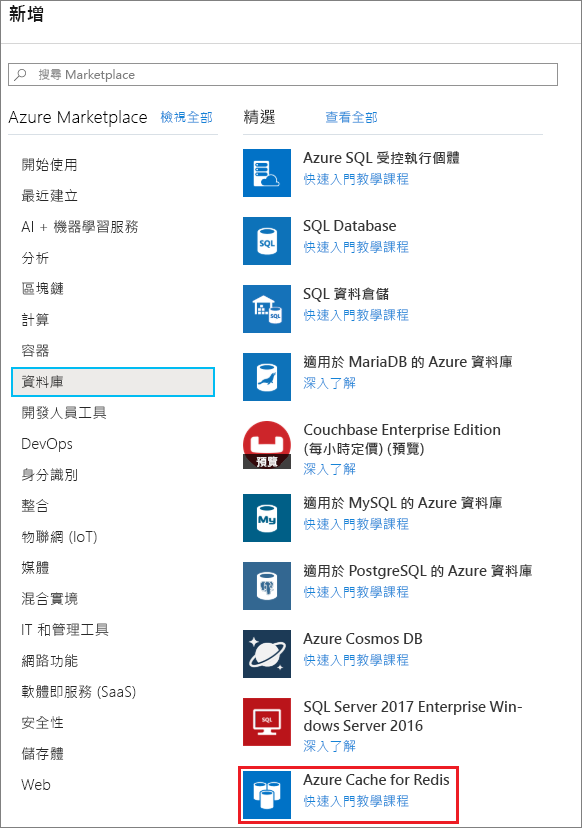 新增
搜尋 Marketplace
Azure Marketplace 檢視全部
開始使用
最近建立
AI + 機器學習服務
分析
區塊鏈
計算
容器
資料庫
開發人員工具
DevOps
身分識別
整合
物聯網 (IoT)
媒體
混合實境
IT 和管理工具
網路功能
軟體即服務 (SaaS)
安全性
儲存體
Web
精選 查看全部
Azure SQL 受控執行個體
快速入門教學課程
SQL
SQL Database
快速入門教學課程
SQL
SQL 資料倉儲
快速入門教學課程
適用於 MariaDB 的 Azure 資料庫
深入了解
預覽
Couchbase Enterprise Edition
(每小時定價) (預覽)
深入了解
My
適用於 MySQL 的 Azure 資料庫
快速入門教學課程
適用於 PostgreSQL 的 Azure 資料庫
快速入門教學課程
Azure Cosmos DB
快速入門教學課程
SQL
SQL Server 2017 Enterprise Win-
dows Server 2016
深入了解
Azure Cache for Redis
快速入門教學課程